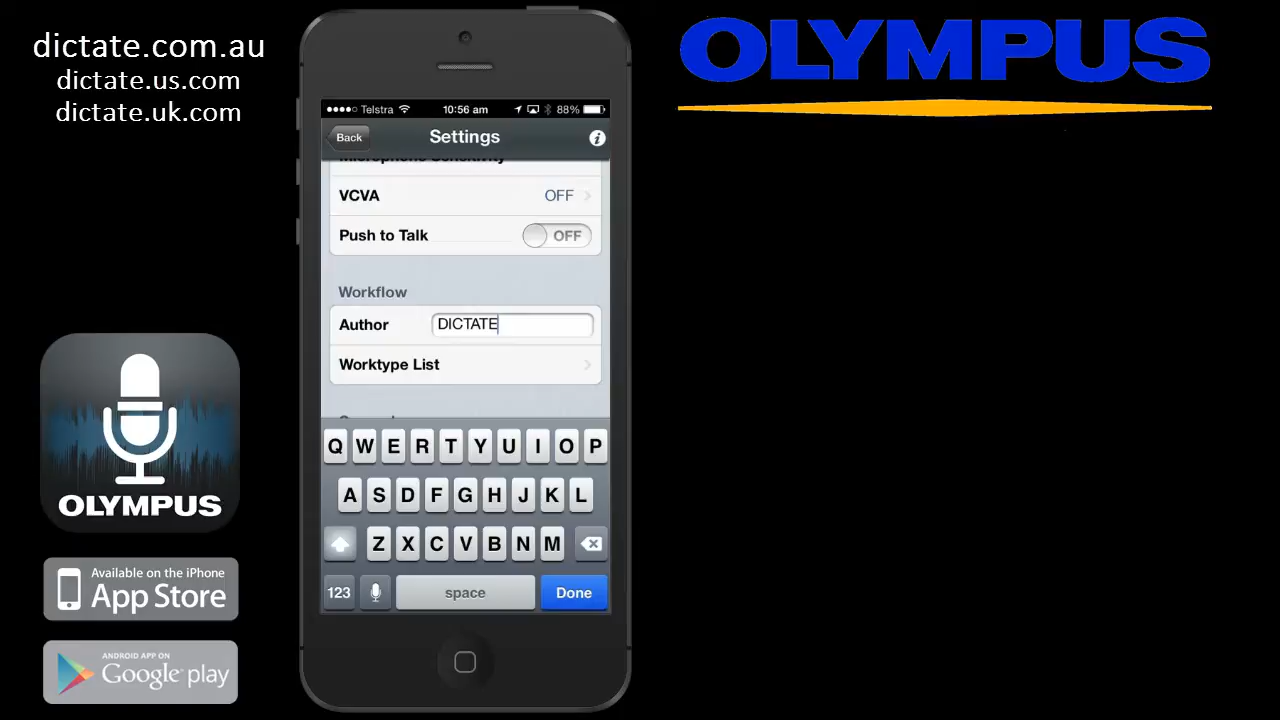 dictate.com.au
dictate.us.com
dictate.uk.com
OLYMPUS
Telstra 10:56 am 88%
Back Settings i
Microphone Sensitivity
VCVA OFF
Push to Talk OFF
Workflow
Author DICTATE
Worktype List
Q W E R T Y U I O P
A S D F G H J K L
Z X C V B N M
123 space Done
OLYMPUS
Available on the iPhone
App Store
ANDROID APP ON
Google play